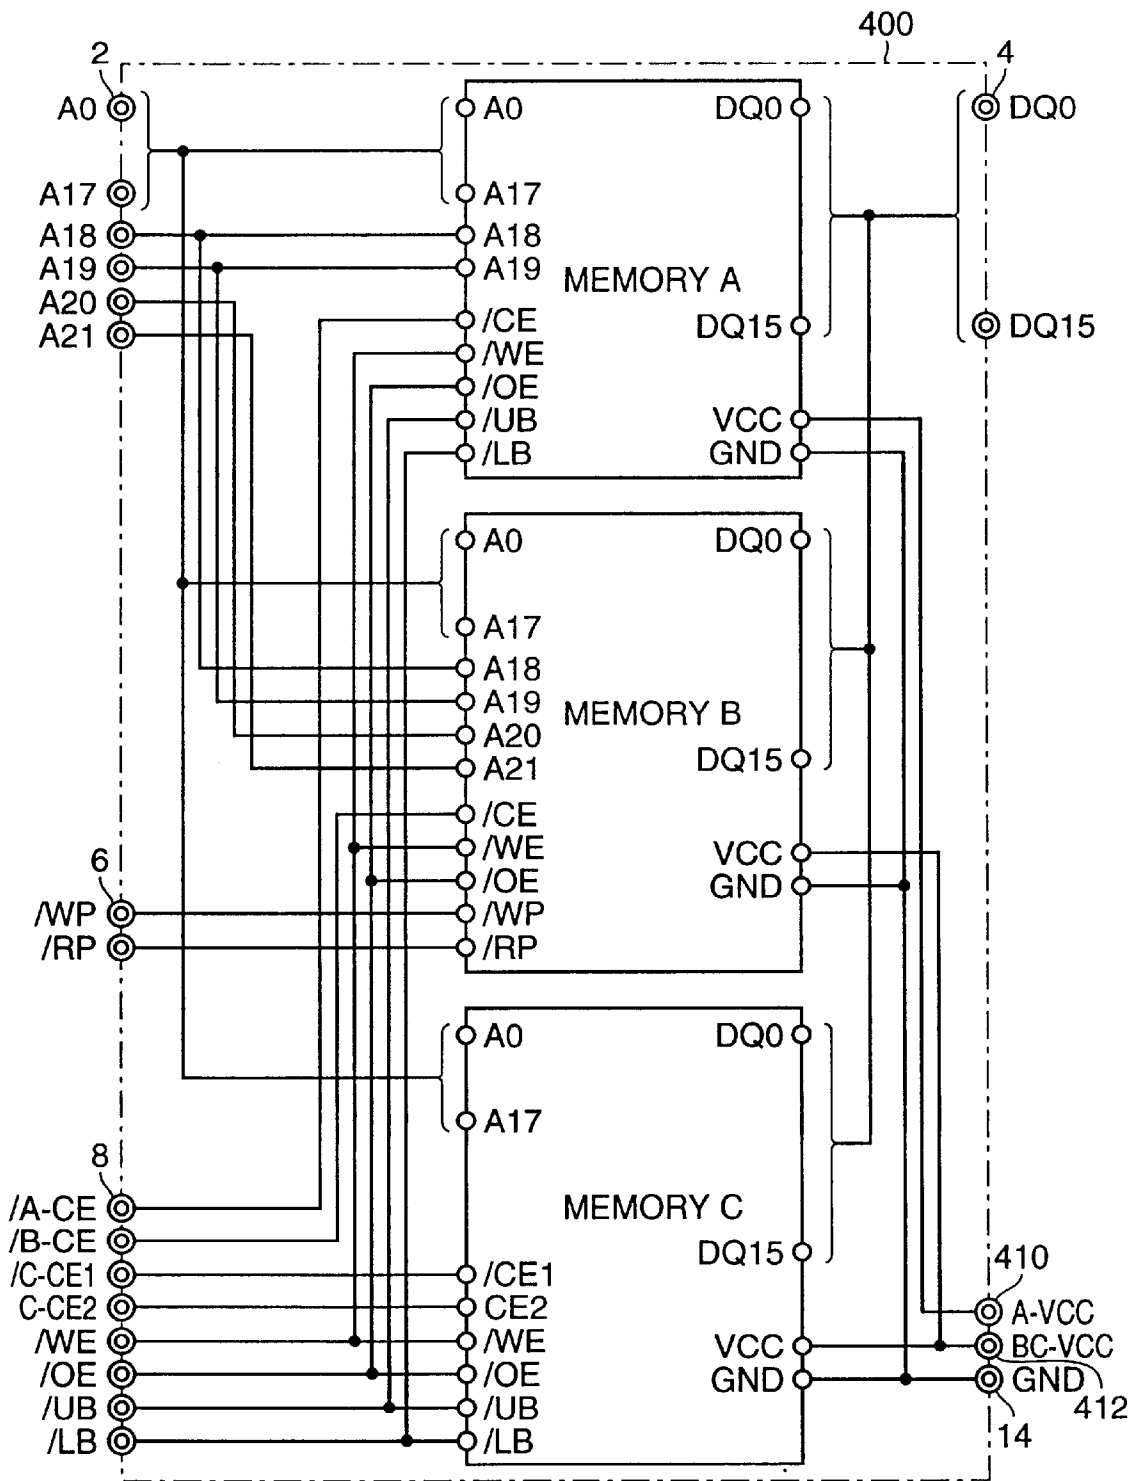 400
2
4
A0
A17
A18
A19
A20
A21
A0
A17
A18
A19
/CE
/WE
/OE
/UB
/LB
MEMORY A
DQ0
DQ15
VCC
GND
DQ0
DQ15
A0
A17
A18
A19
A20
A21
/CE
/WE
/OE
/WP
/RP
MEMORY B
DQ0
DQ15
VCC
GND
6
/WP
/RP
A0
A17
/CE1
CE2
/WE
/OE
/UB
/LB
MEMORY C
DQ0
DQ15
VCC
GND
8
/A-CE
/B-CE
/C-CE1
C-CE2
/WE
/OE
/UB
/LB
410
A-VCC
BC-VCC
GND
412
14